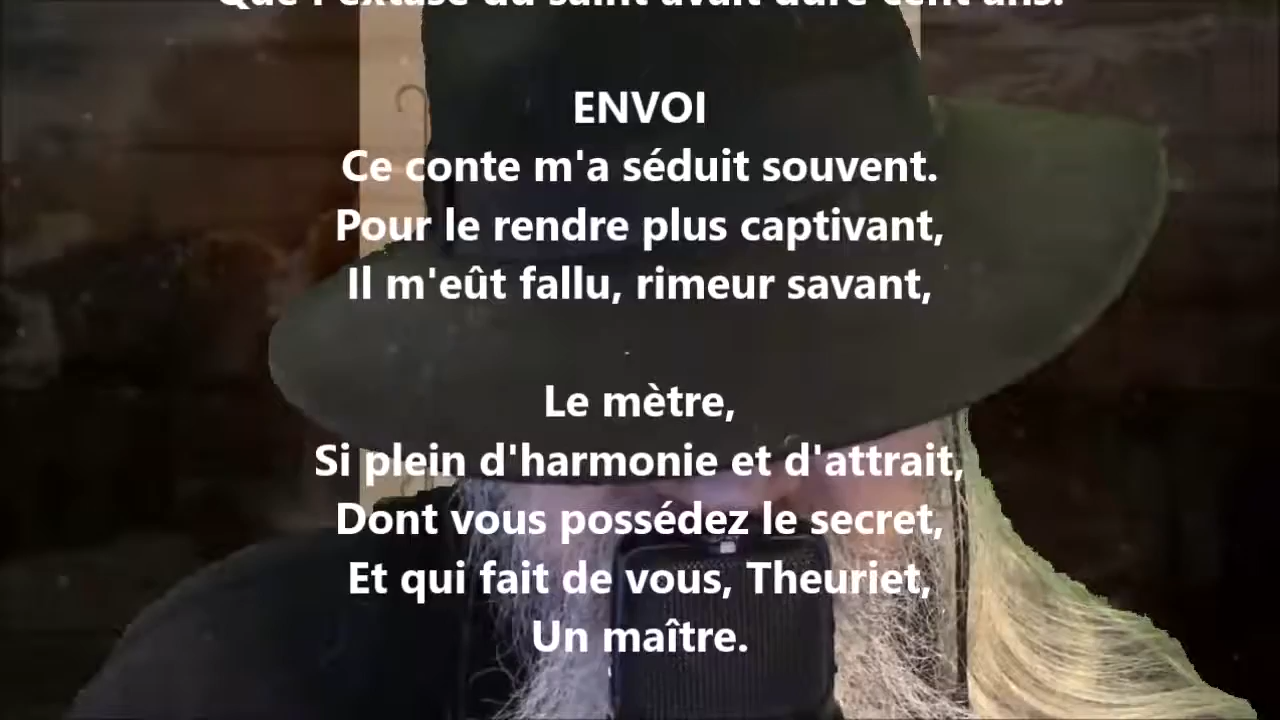 Que l'extase du saint avait duré cent ans.
ENVOI
Ce conte m'a séduit souvent.
Pour le rendre plus captivant,
Il m'eût fallu, rimeur savant,
Le mètre,
Si plein d'harmonie et d'attrait,
Dont vous possédez le secret,
Et qui fait de vous, Theuriet,
Un maître.